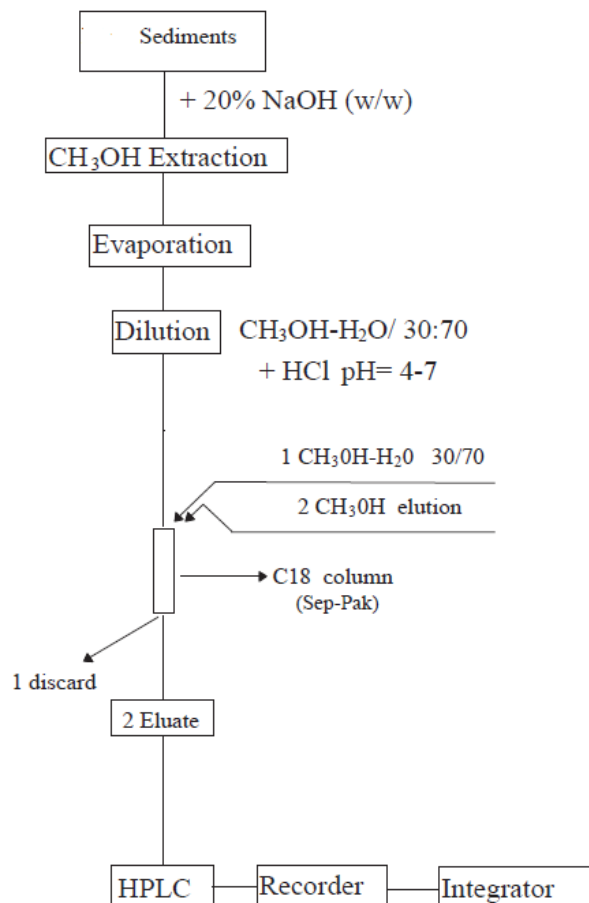 Sediments
+ 20% NaOH (w/w)
CH₃OH Extraction
Evaporation
Dilution
CH₃OH-H₂O/ 30:70
+ HCl pH= 4-7
1 CH₃0H-H₂0 30/70
2 CH₃0H elution
C18 column
(Sep-Pak)
1 discard
2 Eluate
HPLC
Recorder
Integrator